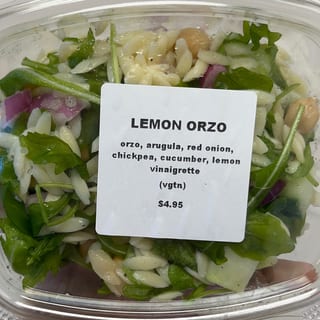 LEMON ORZO
orzo, arugula, red onion,
chickpea, cucumber, lemon
vinaigrette
(vgtn)
$4.95